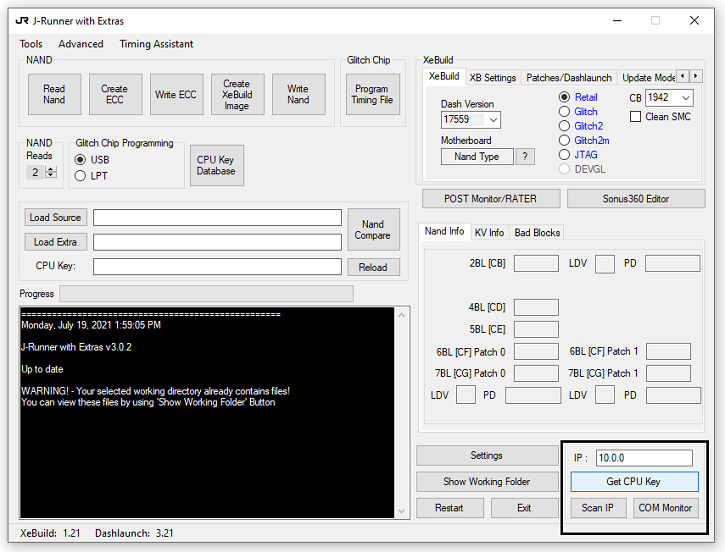 JR J-Runner with Extras
Tools Advanced Timing Assistant
NAND
Read Nand
Create ECC
Write ECC
Create XeBuild Image
Write Nand
Glitch Chip
Program Timing File
XeBuild
XeBuild XB Settings Patches/Dashlaunch Update Mode
Dash Version
17559
Motherboard
Nand Type ?
Retail
Glitch
Glitch2
Glitch2m
JTAG
DEVGL
CB 1942
Clean SMC
NAND Reads
2
Glitch Chip Programming
USB
LPT
CPU Key Database
POST Monitor/RATER Sonus360 Editor
Load Source
Load Extra
CPU Key:
Nand Compare
Reload
Nand Info KV Info Bad Blocks
2BL [CB] LDV PD
4BL [CD]
5BL [CE]
6BL [CF] Patch 0 6BL [CF] Patch 1
7BL [CG] Patch 0 7BL [CG] Patch 1
LDV PD LDV PD
Progress
===================================================
Monday, July 19, 2021 1:59:05 PM
J-Runner with Extras v3.0.2
Up to date
WARNING! - Your selected working directory already contains files!
You can view these files by using 'Show Working Folder' Button
Settings
Show Working Folder
Restart Exit
IP : 10.0.0
Get CPU Key
Scan IP COM Monitor
XeBuild: 1.21 Dashlaunch: 3.21